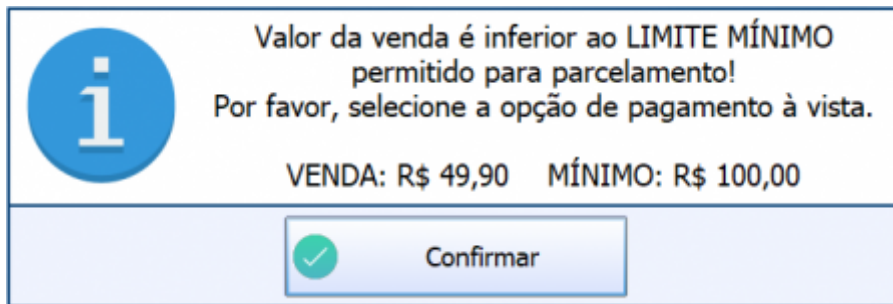 Valor da venda é inferior ao LIMITE MÍNIMO
permitido para parcelamento!
Por favor, selecione a opção de pagamento à vista.
VENDA: R$ 49,90 MÍNIMO: R$ 100,00
Confirmar